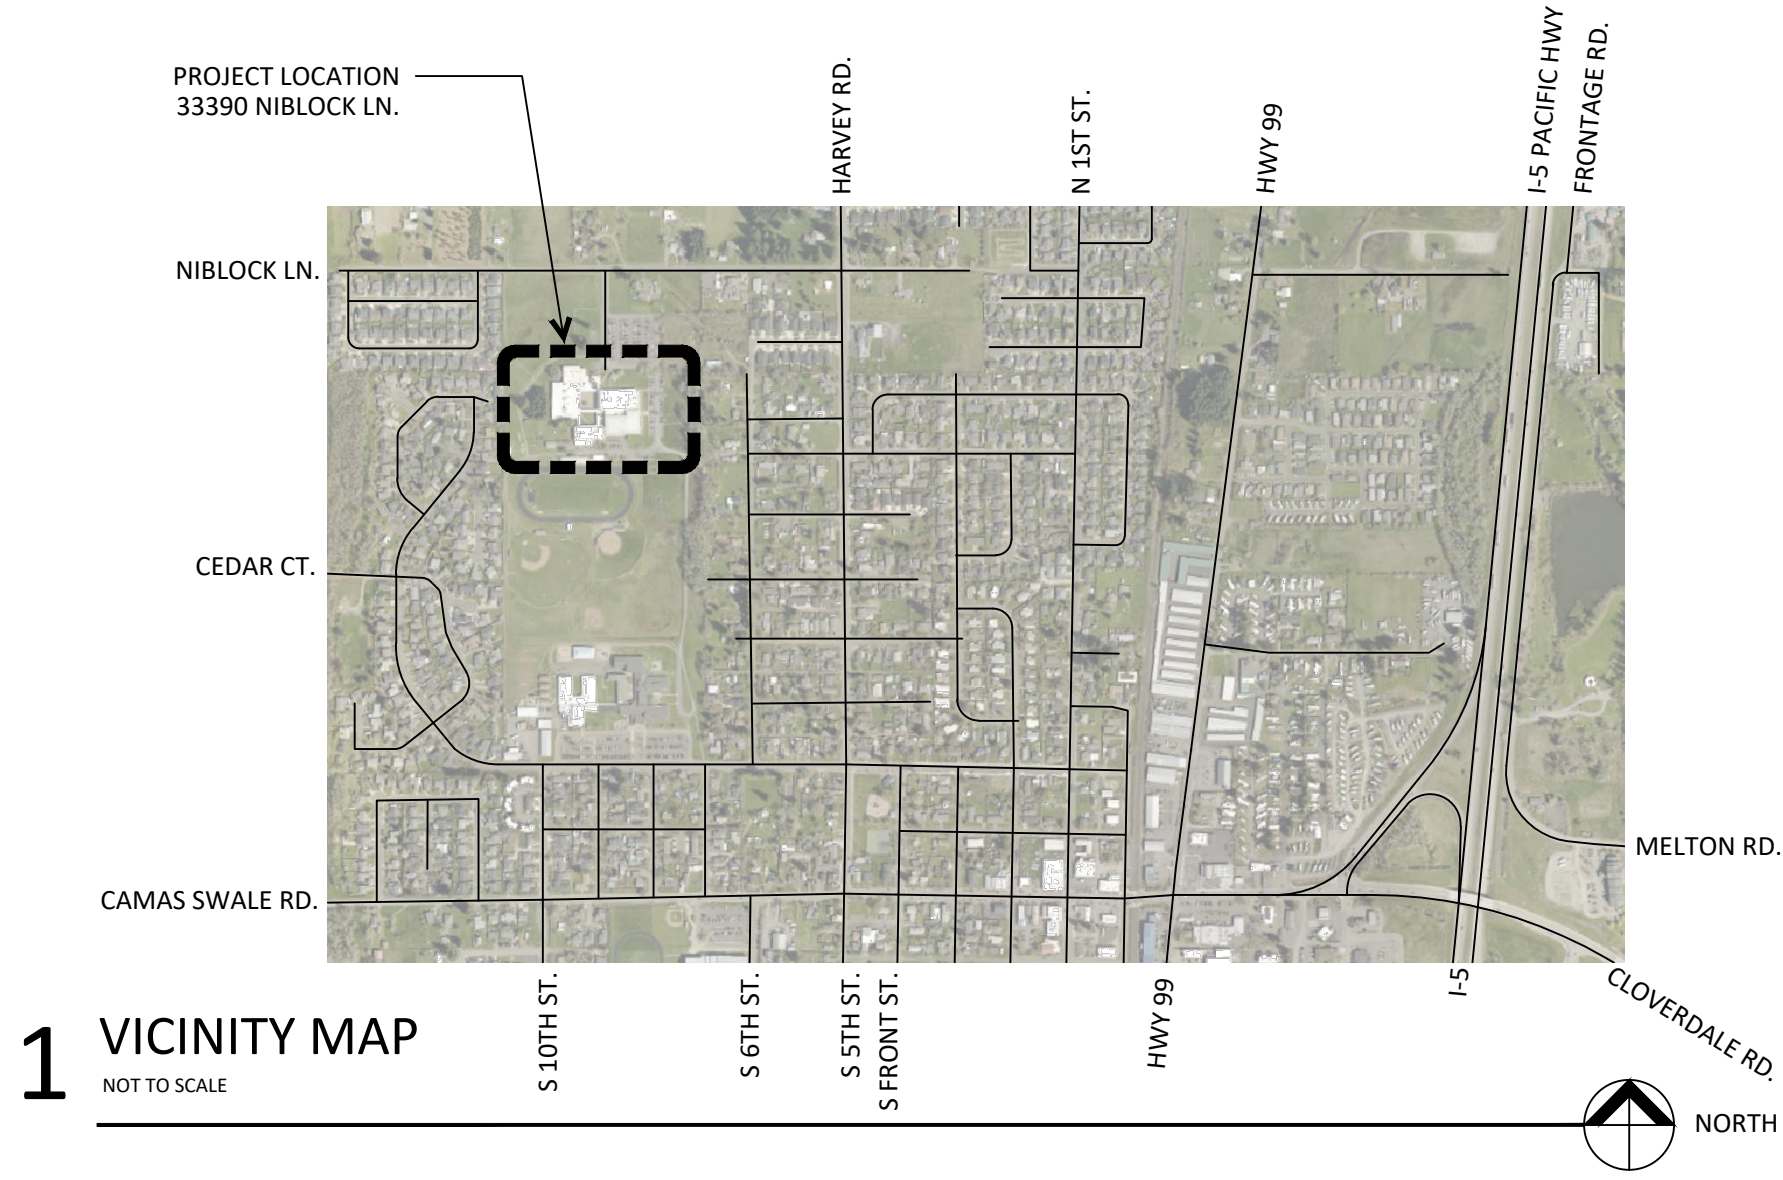 PROJECT LOCATION
33390 NIBLOCK LN.
HARVEY RD.
N 1ST ST.
HWY 99
I-5 PACIFIC HWY
FRONTAGE RD.
NIBLOCK LN.
CEDAR CT.
CAMAS SWALE RD.
MELTON RD.
S 10TH ST.
S 6TH ST.
S 5TH ST.
S FRONT ST.
HWY 99
I-5
CLOVERDALE RD.
1
VICINITY MAP
NOT TO SCALE
NORTH